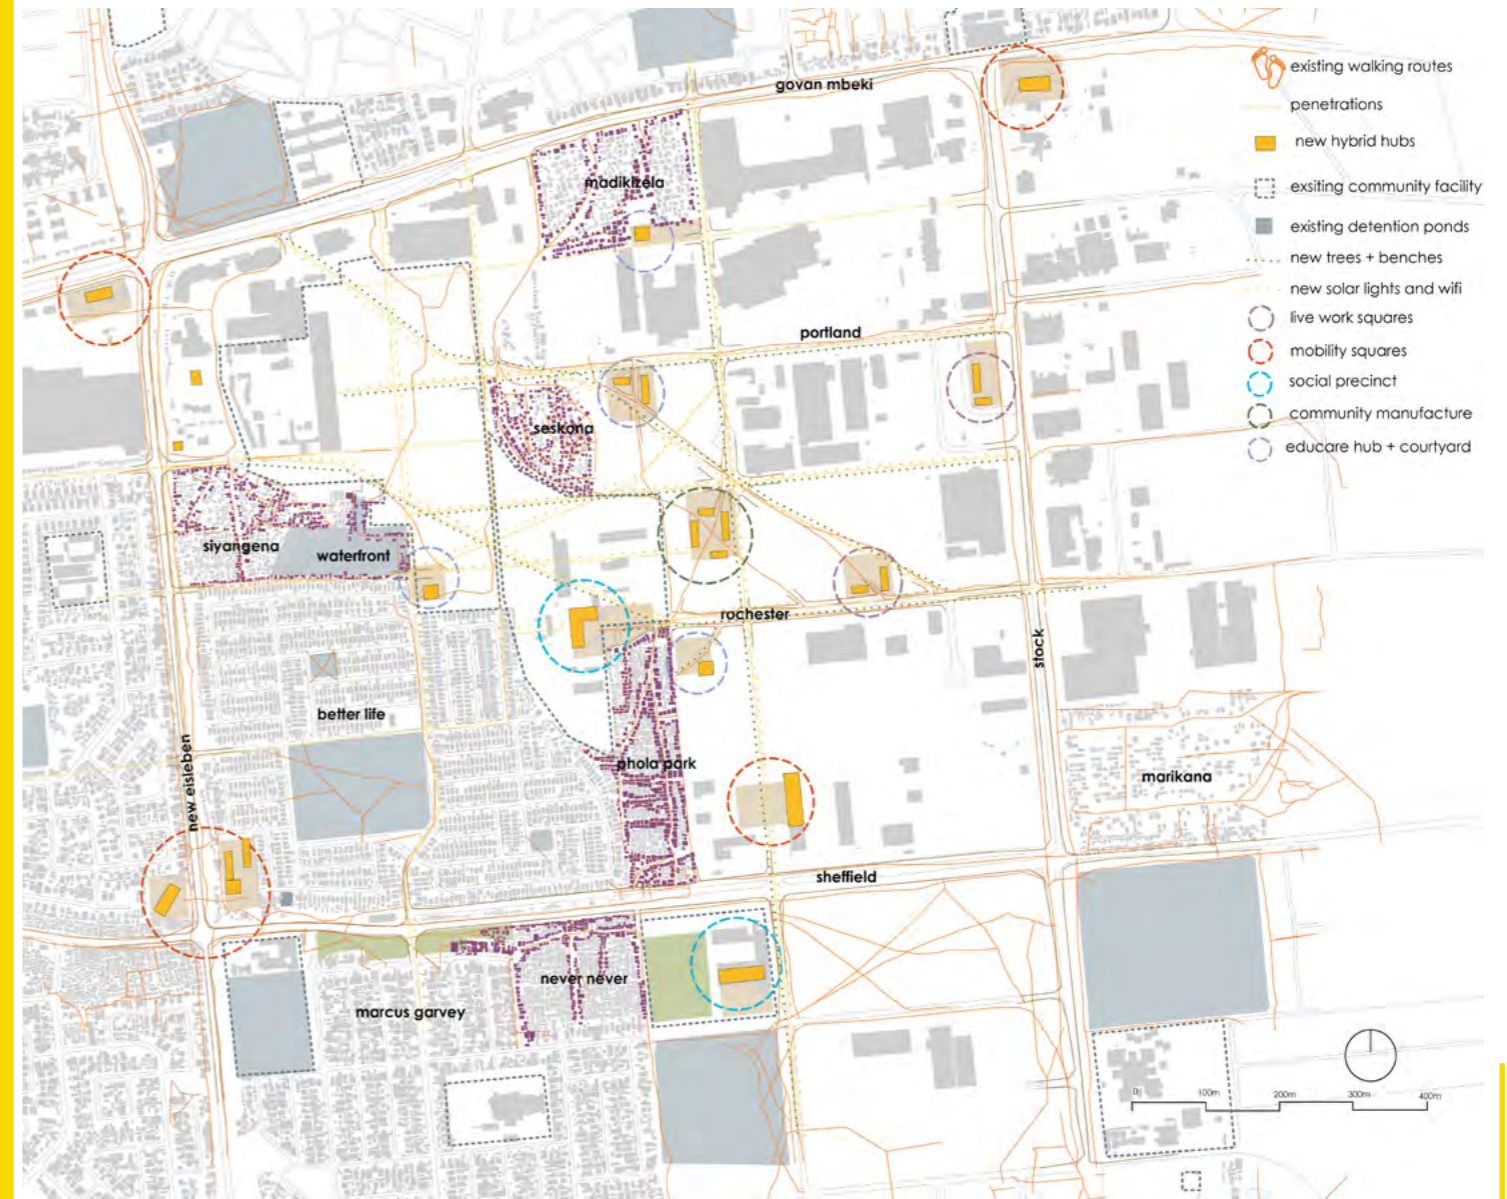 govan mbeki
existing walking routes
penetrations
new hybrid hubs
exsiting community facility
existing detention ponds
new trees + benches
new solar lights and wifi
live work squares
mobility squares
social precinct
community manufacture
educare hub + courtyard
madikizela
portland
seskona
siyangena
waterfront
rochester
stock
better life
phola park
marikana
new eisleben
sheffield
never never
marcus garvey
0 100m 200m 300m 400m